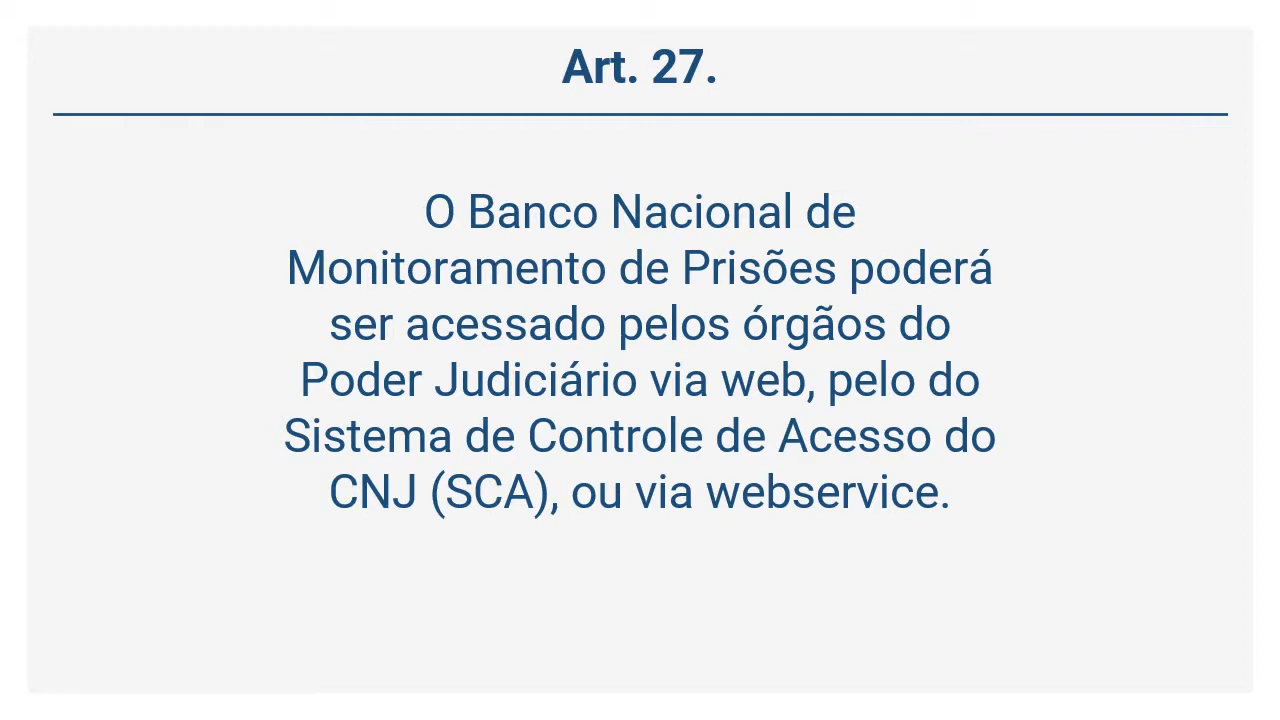 Art. 27.
O Banco Nacional de
Monitoramento de Prisões poderá
ser acessado pelos órgãos do
Poder Judiciário via web, pelo do
Sistema de Controle de Acesso do
CNJ (SCA), ou via webservice.